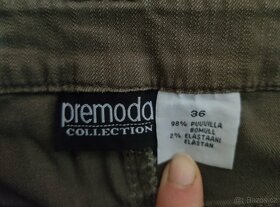 premoda
COLLECTION
36
98% PUUVILLA
BOMULL
2% ELASTAANI
ELASTAN